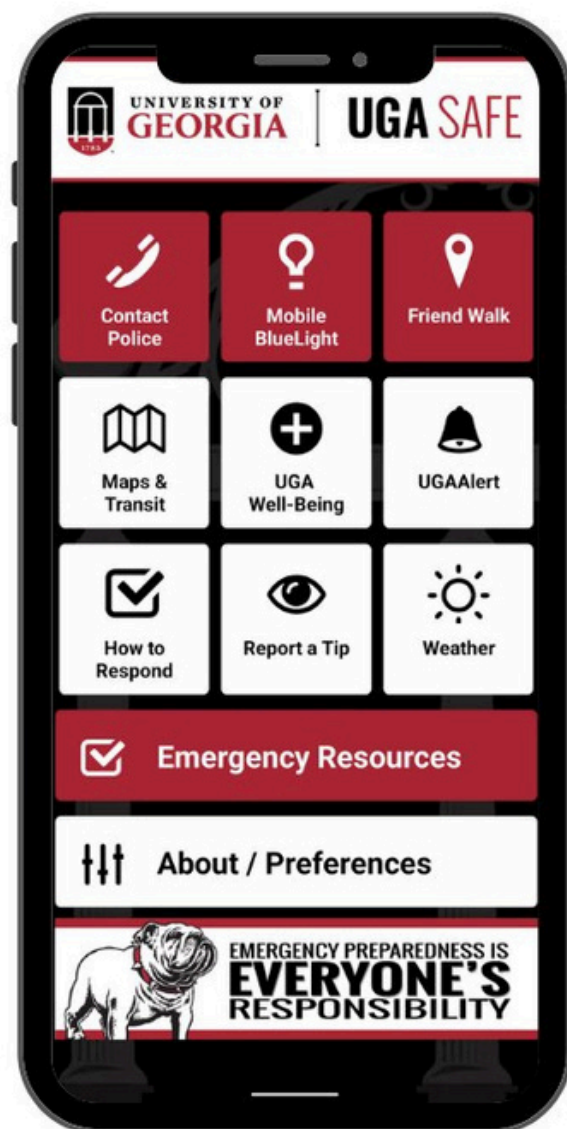 UNIVERSITY OF
GEORGIA
1785
UGA SAFE
Contact
Police
Mobile
BlueLight
Friend Walk
Maps &
Transit
UGA
Well-Being
UGAAlert
How to
Respond
Report a Tip
Weather
Emergency Resources
About / Preferences
EMERGENCY PREPAREDNESS IS
EVERYONE'S
RESPONSIBILITY